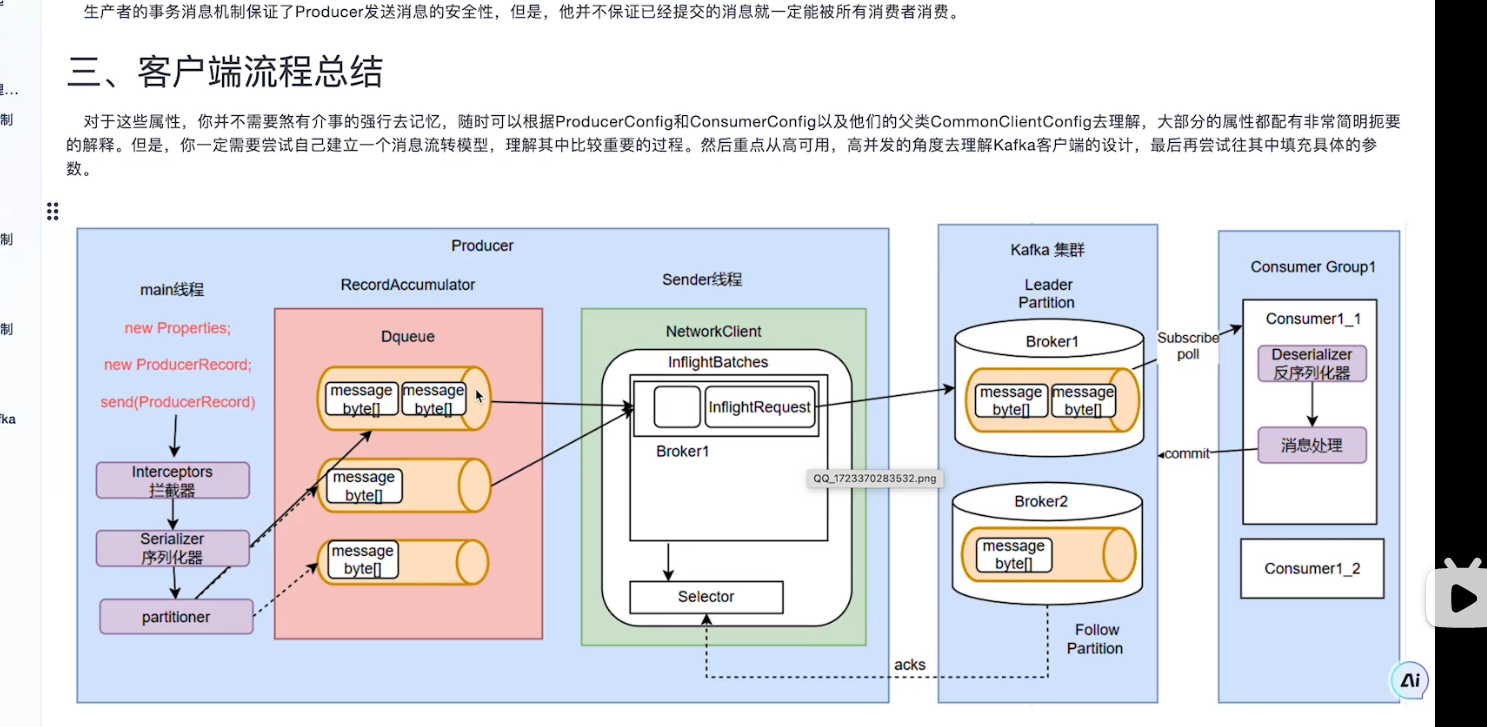 生产者的事务消息机制保证了Producer发送消息的安全性，但是，他并不保证已经提交的消息就一定能被所有消费者消费。
三、客户端流程总结
对于这些属性，你并不需要煞有介事的强行去记忆，随时可以根据ProducerConfig和ConsumerConfig以及他们的父类CommonClientConfig去理解，大部分的属性都配有非常简明扼要
的解释。但是，你一定需要尝试自己建立一个消息流转模型，理解其中比较重要的过程。然后重点从高可用，高并发的角度去理解Kafka客户端的设计，最后再尝试往其中填充具体的参
数。
制
制
制
Producer
main线程
new Properties;
new ProducerRecord;
send(ProducerRecord)
Interceptors
拦截器
Serializer
序列化器
partitioner
RecordAccumulator
Dqueue
message
byte[]
message
byte[]
message
byte[]
message
byte[]
Sender线程
NetworkClient
InflightBatches
InflightRequest
Broker1
Selector
QQ_1723370283532.png
Kafka 集群
Leader
Partition
Broker1
message
byte[]
message
byte[]
Broker2
message
byte[]
Follow
Partition
acks
Subscribe
poll
commit
Consumer Group1
Consumer1_1
Deserializer
反序列化器
消息处理
Consumer1_2
Ai